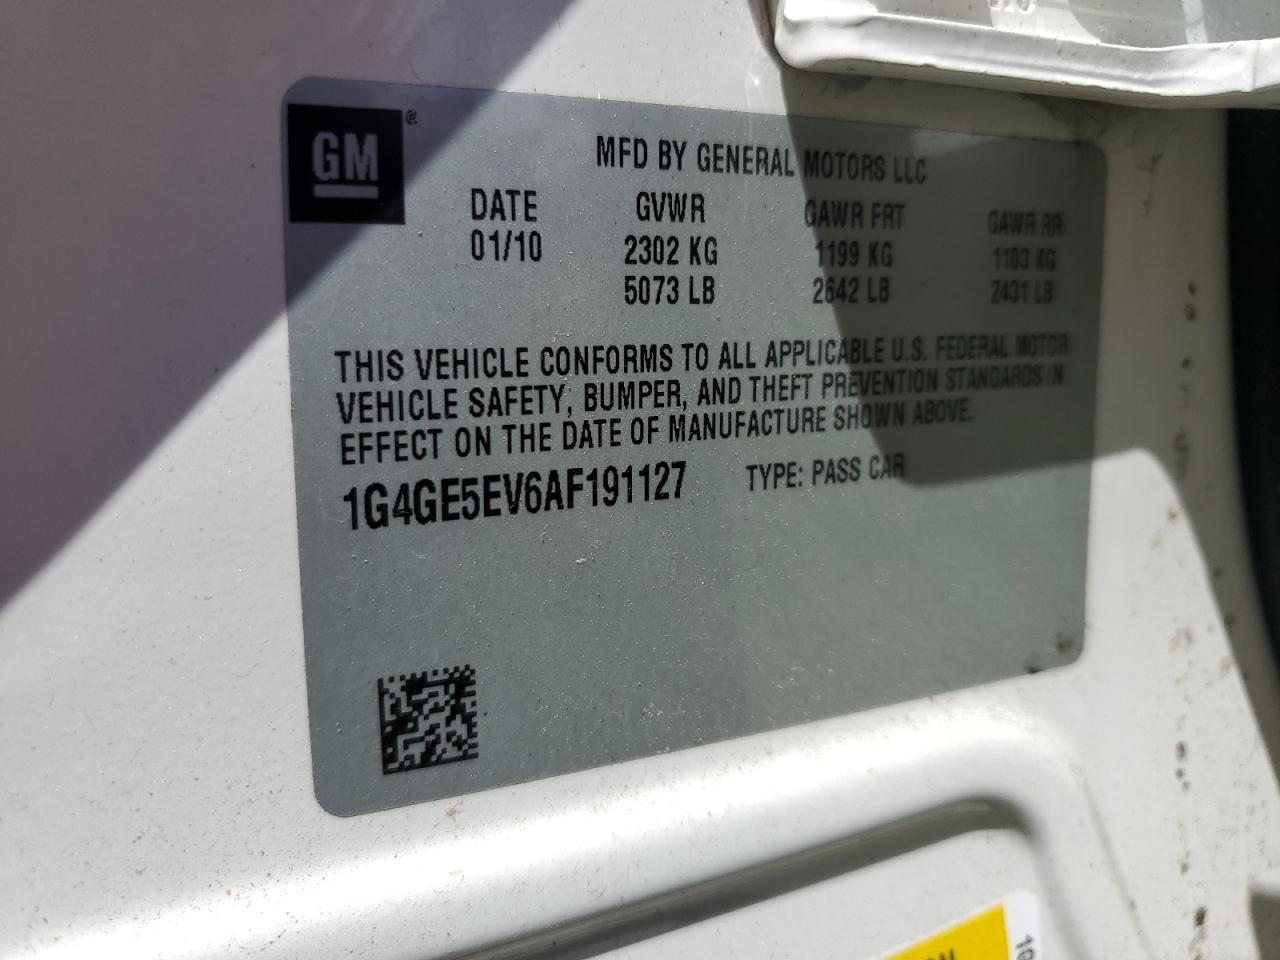 GM®
MFD BY GENERAL MOTORS LLC
DATE GVWR GAWR FRT GAWR RR
01/10 2302 KG 1199 KG 1103 KG
5073 LB 2642 LB 2431 LB
THIS VEHICLE CONFORMS TO ALL APPLICABLE U.S. FEDERAL MOTOR
VEHICLE SAFETY, BUMPER, AND THEFT PREVENTION STANDARDS IN
EFFECT ON THE DATE OF MANUFACTURE SHOWN ABOVE.
1G4GE5EV6AF191127 TYPE: PASS CAR